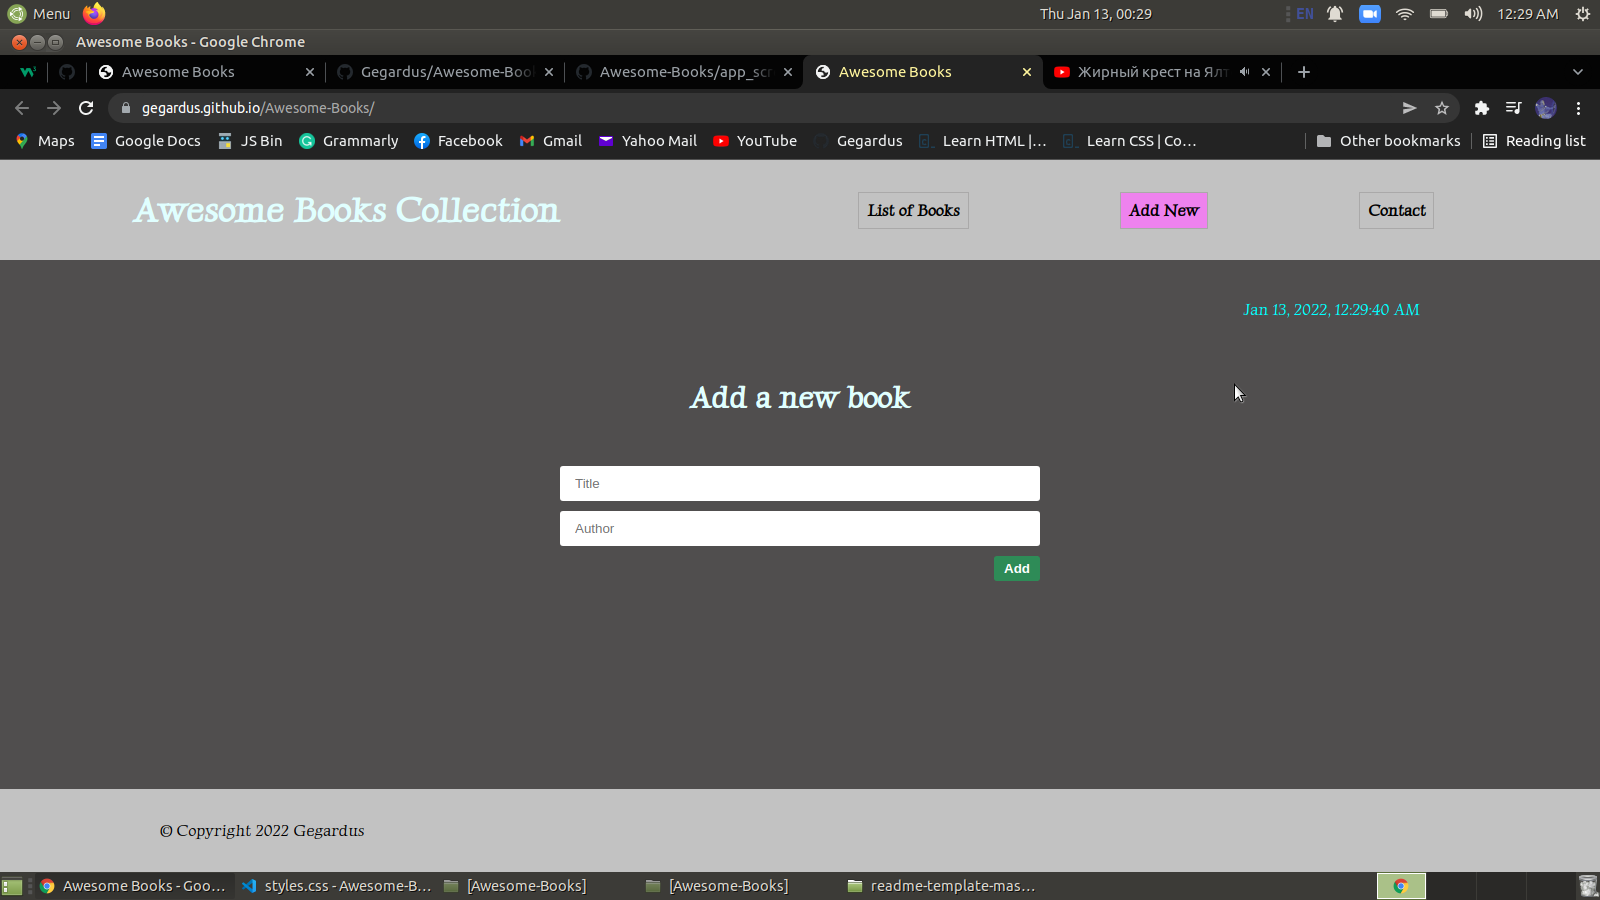 Menu
Thu Jan 13, 00:29
EN
12:29 AM
Awesome Books - Google Chrome
Awesome Books
Gegardus/Awesome-Boo
Awesome-Books/app_scr
Awesome Books
Жирный крест на Ялт
gegardus.github.io/Awesome-Books/
Maps
Google Docs
JS Bin
Grammarly
Facebook
Gmail
Yahoo Mail
YouTube
Gegardus
Learn HTML |...
Learn CSS | Co...
Other bookmarks
Reading list
Awesome Books Collection
List of Books
Add New
Contact
Jan 13, 2022, 12:29:40 AM
Add a new book
Title
Author
Add
© Copyright 2022 Gegardus
Awesome Books - Goo...
styles.css - Awesome-B...
[Awesome-Books]
[Awesome-Books]
readme-template-mas...